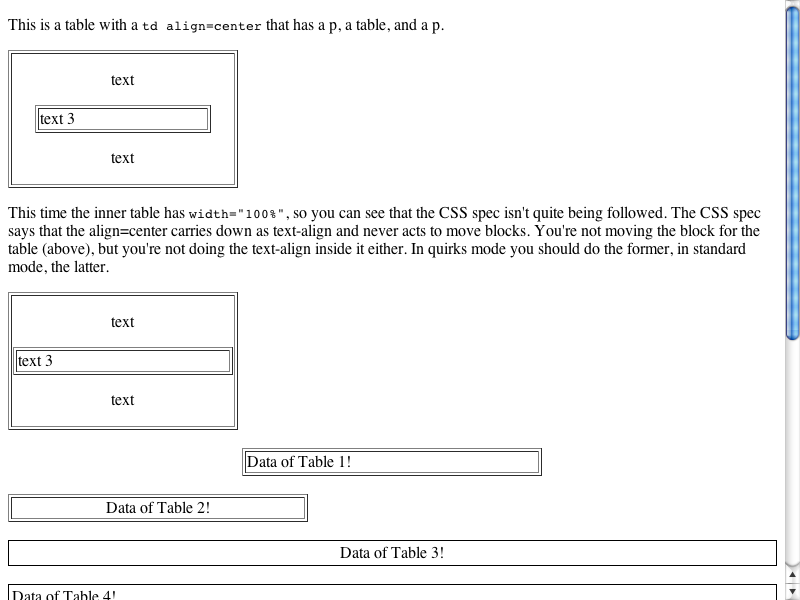 This is a table with a td align=center that has a p, a table, and a p.
text
text 3
text
This time the inner table has width="100%", so you can see that the CSS spec isn't quite being followed. The CSS spec
says that the align=center carries down as text-align and never acts to move blocks. You're not moving the block for the
table (above), but you're not doing the text-align inside it either. In quirks mode you should do the former, in standard
mode, the latter.
text
text 3
text
Data of Table 1!
Data of Table 2!
Data of Table 3!
Data of Table 4!